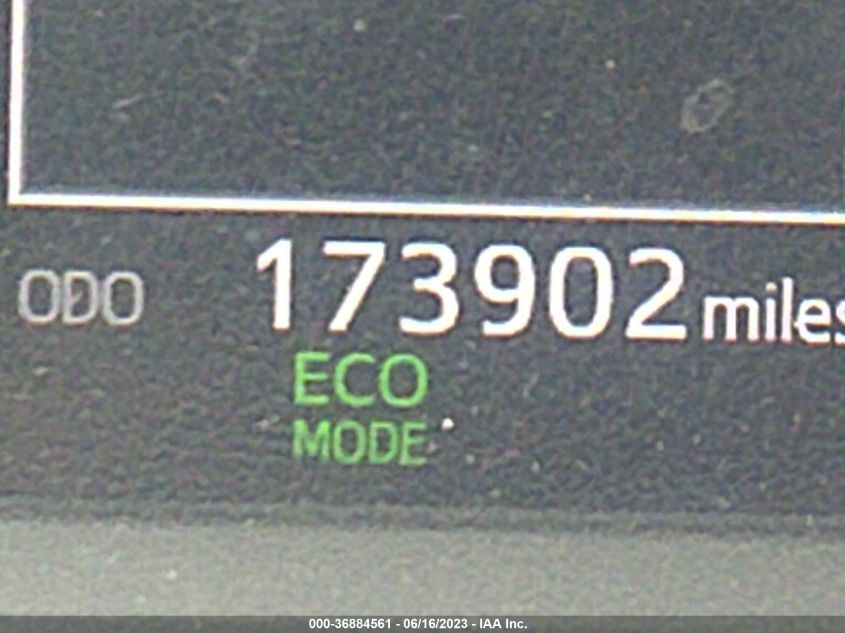 ODO 173902 miles
ECO
MODE
000-36884561 - 06/16/2023 - IAA Inc.